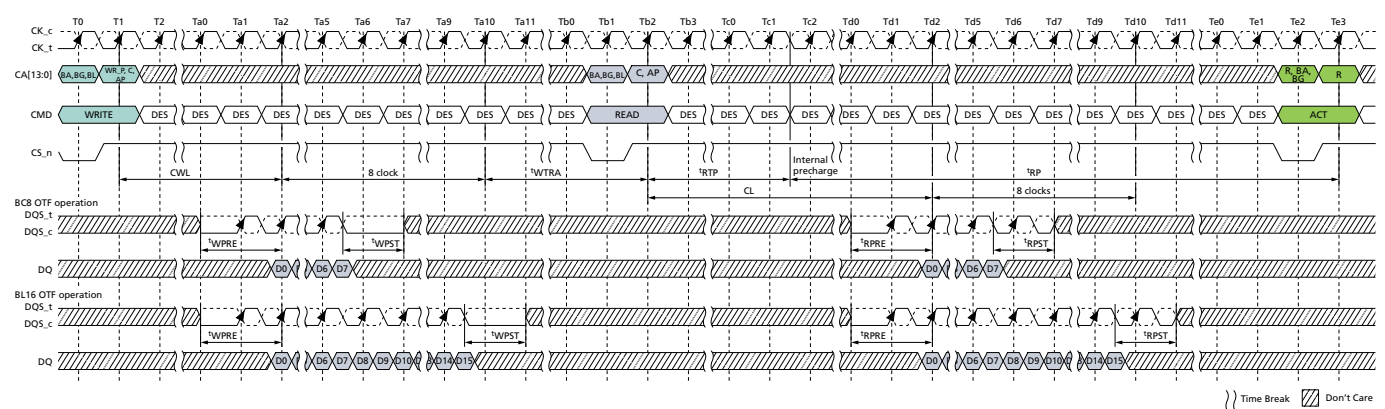 T0 T1 T2 Ta0 Ta1 Ta2 Ta5 Ta6 Ta7 Ta9 Ta10 Ta11 Tb0 Tb1 Tb2 Tb3 Tc0 Tc1 Tc2 Td0 Td1 Td2 Td5 Td6 Td7 Td9 Td10 Td11 Te0 Te1 Te2 Te3
CK_c
CK_t
CA[13:0] BA,BG,BL WR_P, C, AP BA,BG,BL C, AP R, BA, BG R
CMD WRITE DES DES DES DES DES DES DES DES DES DES DES READ DES DES DES DES DES DES DES DES DES DES DES DES DES DES DES ACT
CS_n
CWL 8 clock tWTRA tRTP Internal precharge tRP
CL 8 clocks
BC8 OTF operation
DQS_t
DQS_c
tWPRE tWPST tRPRE tRPST
DQ D0 D6 D7 D0 D6 D7
BL16 OTF operation
DQS_t
DQS_c
tWPRE tWPST tRPRE tRPST
DQ D0 D6 D7 D8 D9 D10 D14 D15 D0 D6 D7 D8 D9 D10 D14 D15
Time Break Don't Care